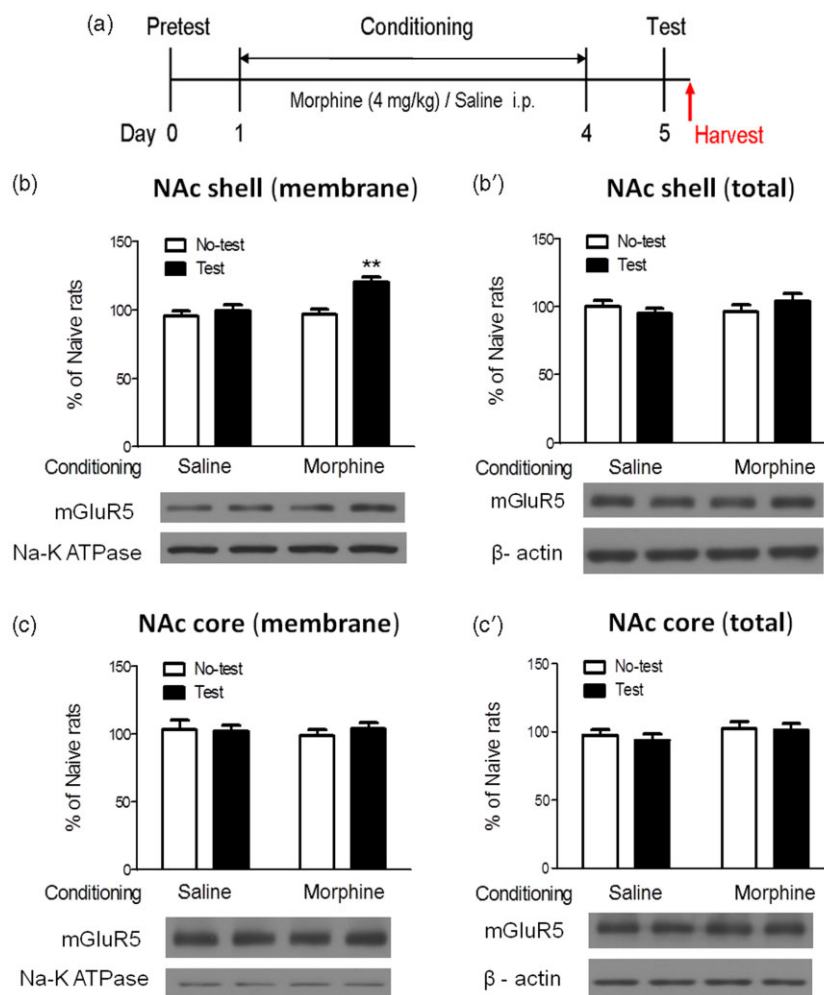 (a)
Pretest Conditioning Test
Morphine (4 mg/kg) / Saline i.p.
Day 0 1 4 5 Harvest
(b) NAc shell (membrane)
150
100
50
0
% of Naive rats
No-test
Test
**
Conditioning Saline Morphine
mGluR5
Na-K ATPase
(b′) NAc shell (total)
150
100
50
0
% of Naive rats
No-test
Test
Conditioning Saline Morphine
mGluR5
β- actin
(c) NAc core (membrane)
150
100
50
0
% of Naive rats
No-test
Test
Conditioning Saline Morphine
mGluR5
Na-K ATPase
(c′) NAc core (total)
150
100
50
0
% of Naive rats
No-test
Test
Conditioning Saline Morphine
mGluR5
β - actin